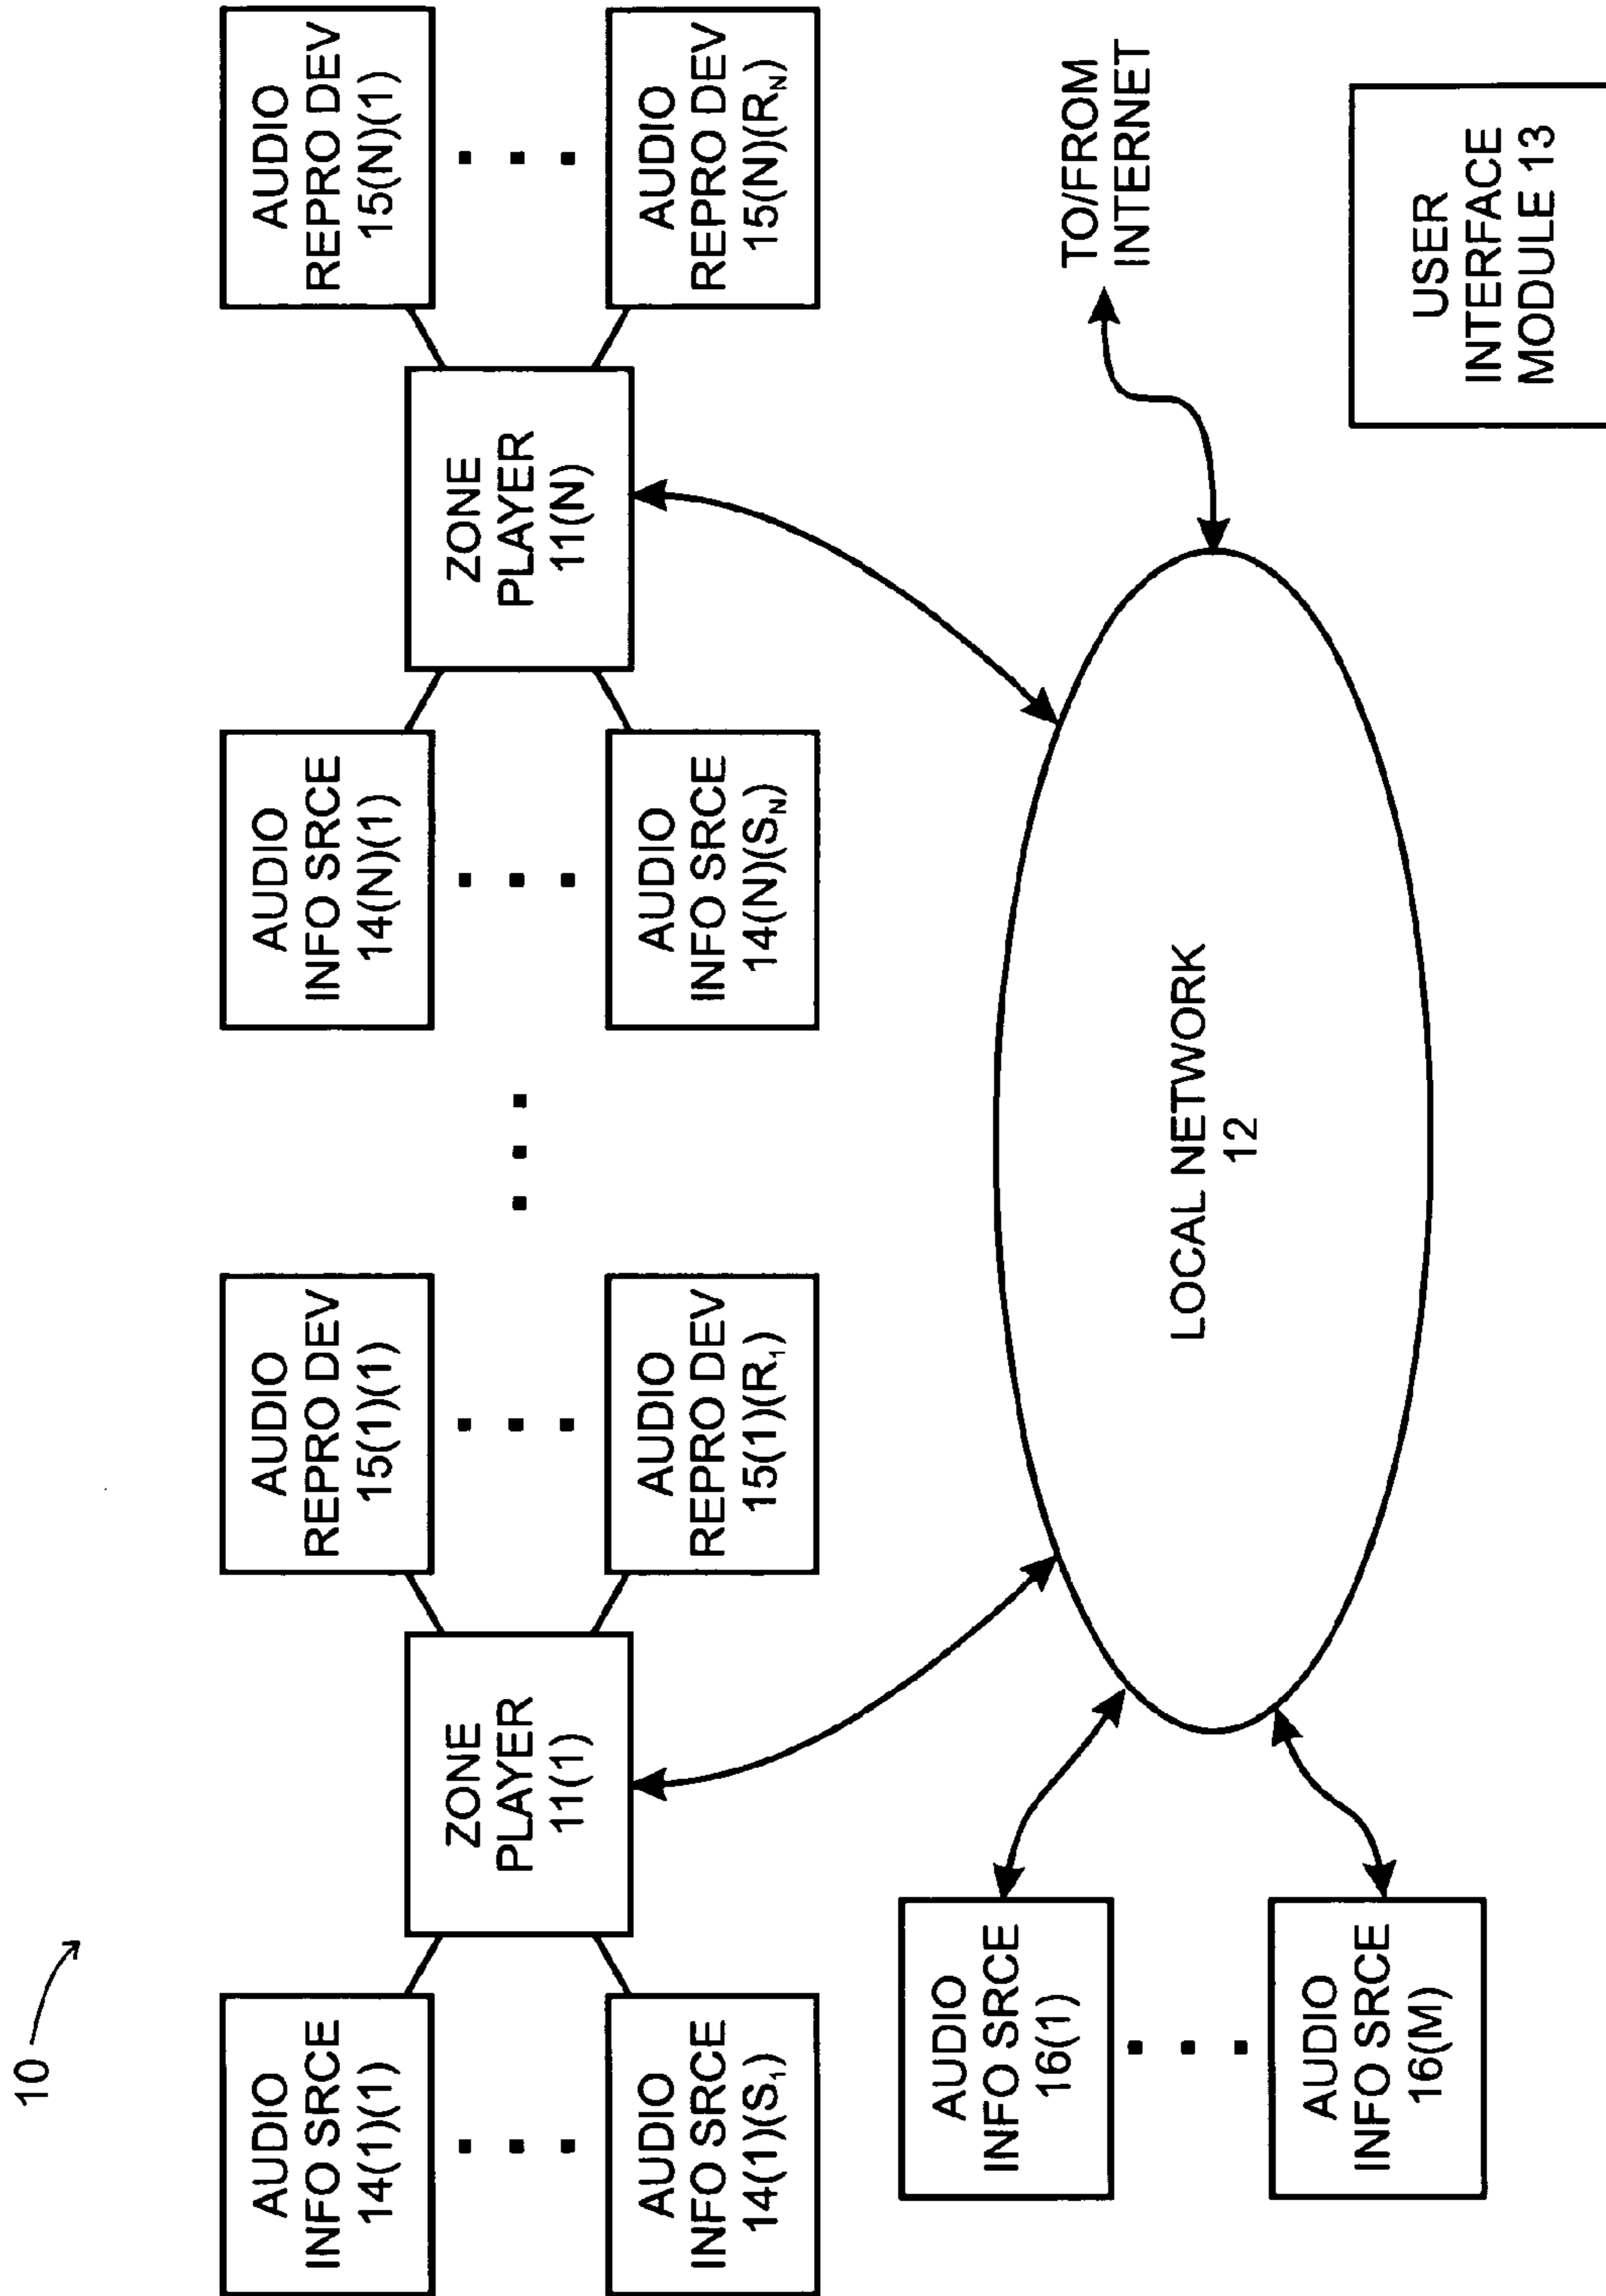 10
AUDIO
INFO SRCE
14(1)(1)
AUDIO
INFO SRCE
14(1)(S₁)
ZONE
PLAYER
11(1)
AUDIO
REPRO DEV
15(1)(1)
AUDIO
REPRO DEV
15(1)(R₁)
AUDIO
INFO SRCE
14(N)(1)
AUDIO
INFO SRCE
14(N)(S_N)
ZONE
PLAYER
11(N)
AUDIO
REPRO DEV
15(N)(1)
AUDIO
REPRO DEV
15(N)(R_N)
AUDIO
INFO SRCE
16(1)
AUDIO
INFO SRCE
16(M)
LOCAL NETWORK
12
TO/FROM
INTERNET
USER
INTERFACE
MODULE 13